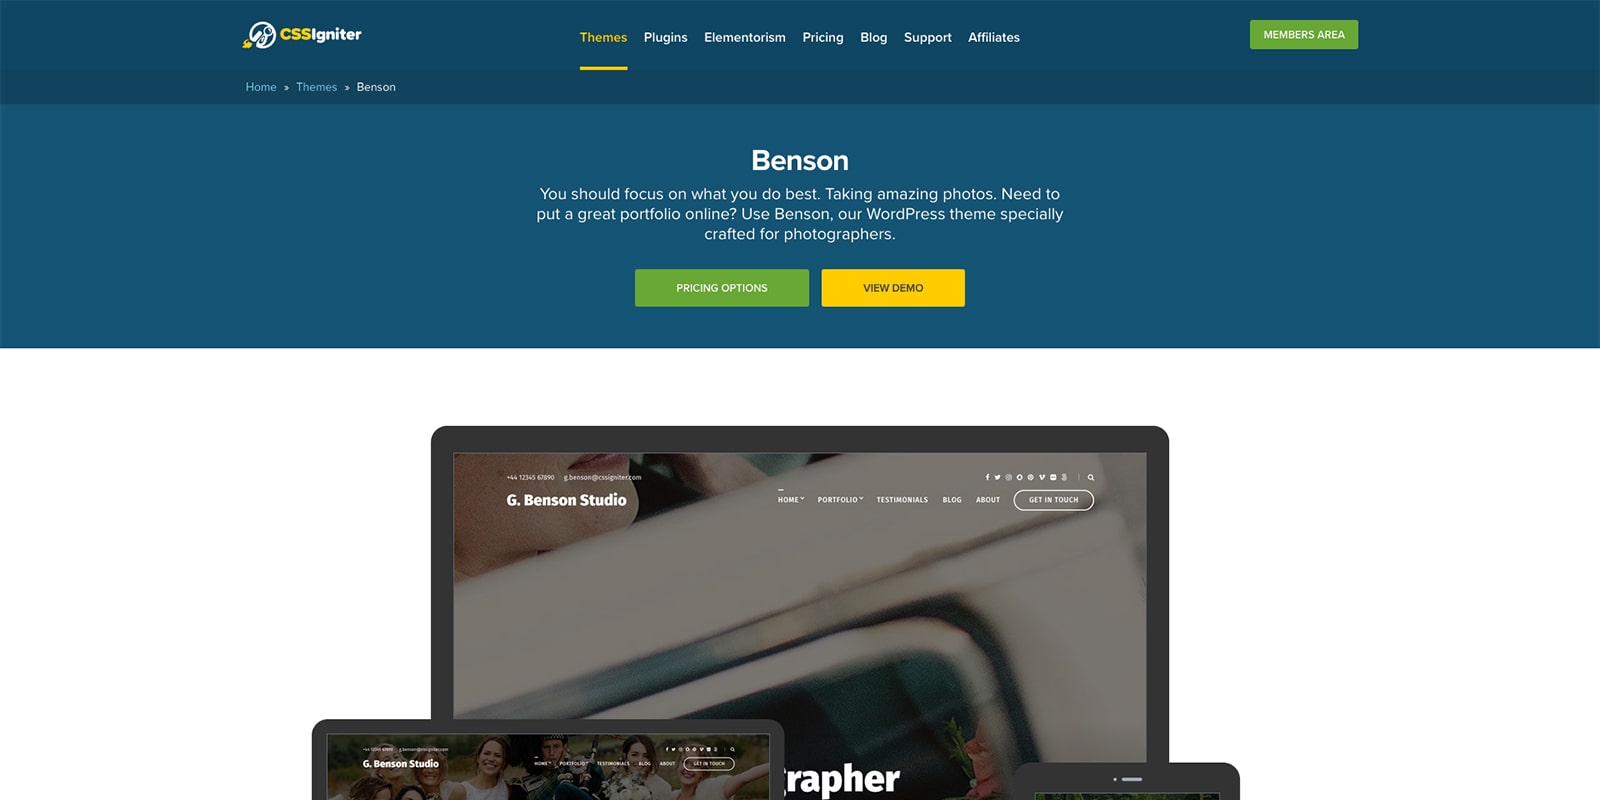 CSSIgniter
Themes Plugins Elementorism Pricing Blog Support Affiliates
MEMBERS AREA
Home » Themes » Benson
Benson
You should focus on what you do best. Taking amazing photos. Need to
put a great portfolio online? Use Benson, our WordPress theme specially
crafted for photographers.
PRICING OPTIONS
VIEW DEMO
+44 12345 67890 g.benson@cssigniter.com
G. Benson Studio
HOME PORTFOLIO TESTIMONIALS BLOG ABOUT GET IN TOUCH
+44 12345 67890 g.benson@cssigniter.com
G. Benson Studio
HOME PORTFOLIO TESTIMONIALS BLOG ABOUT GET IN TOUCH
grapher